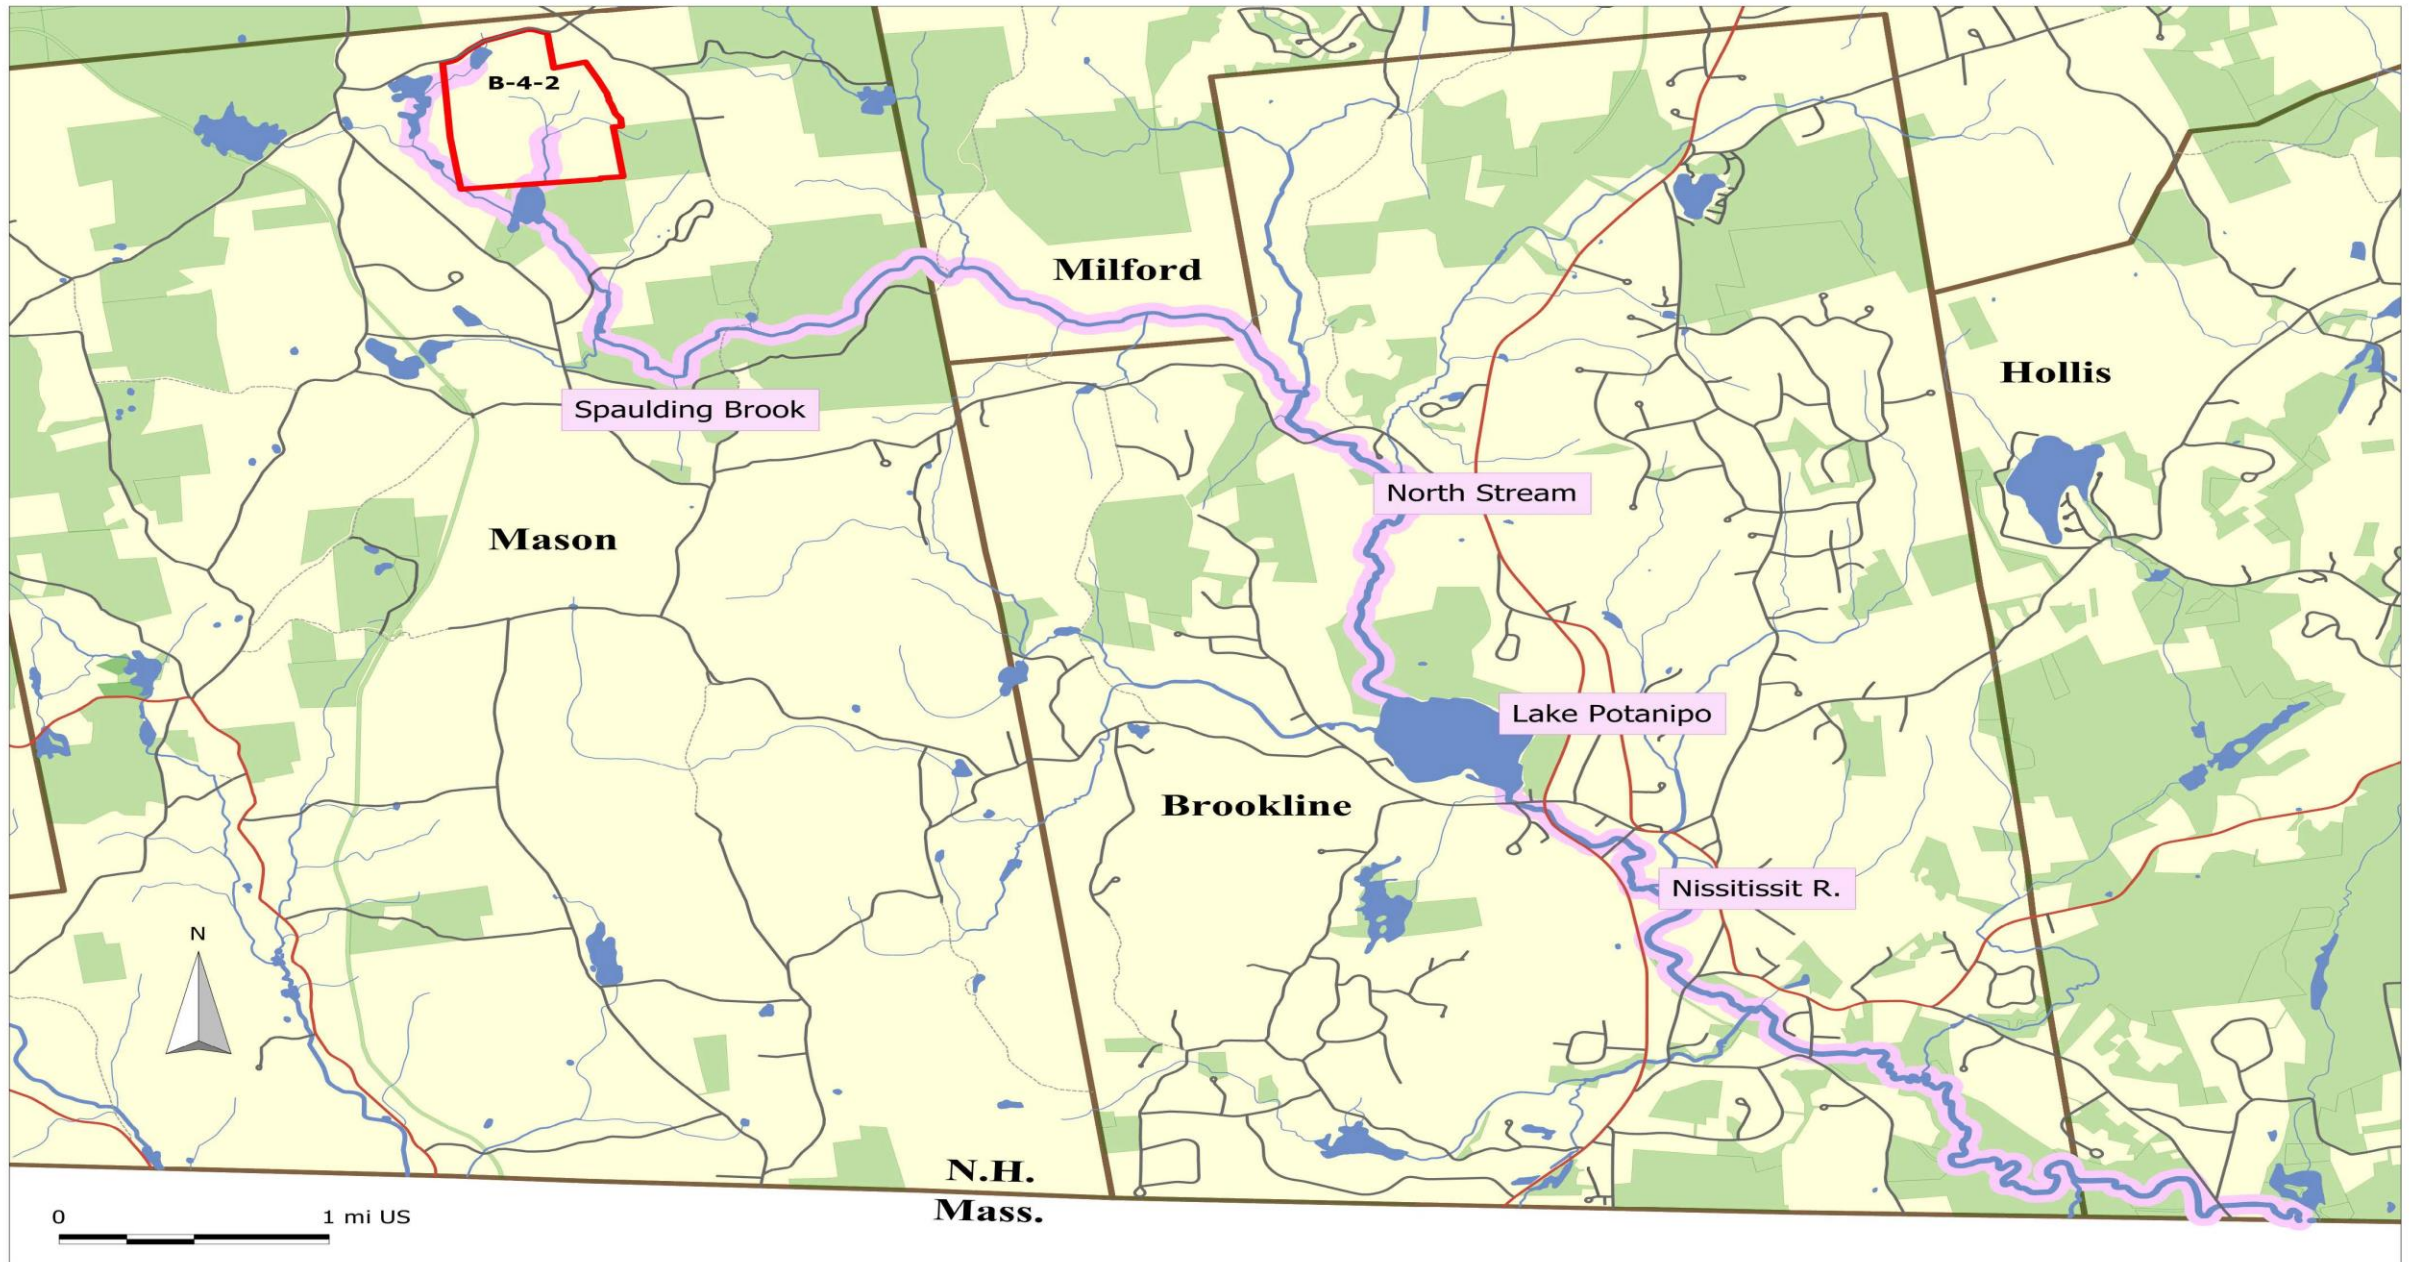 B-4-2
Milford
Hollis
Spaulding Brook
North Stream
Mason
Lake Potanipo
Brookline
Nissitissit R.
N
N.H.
Mass.
0 1 mi US